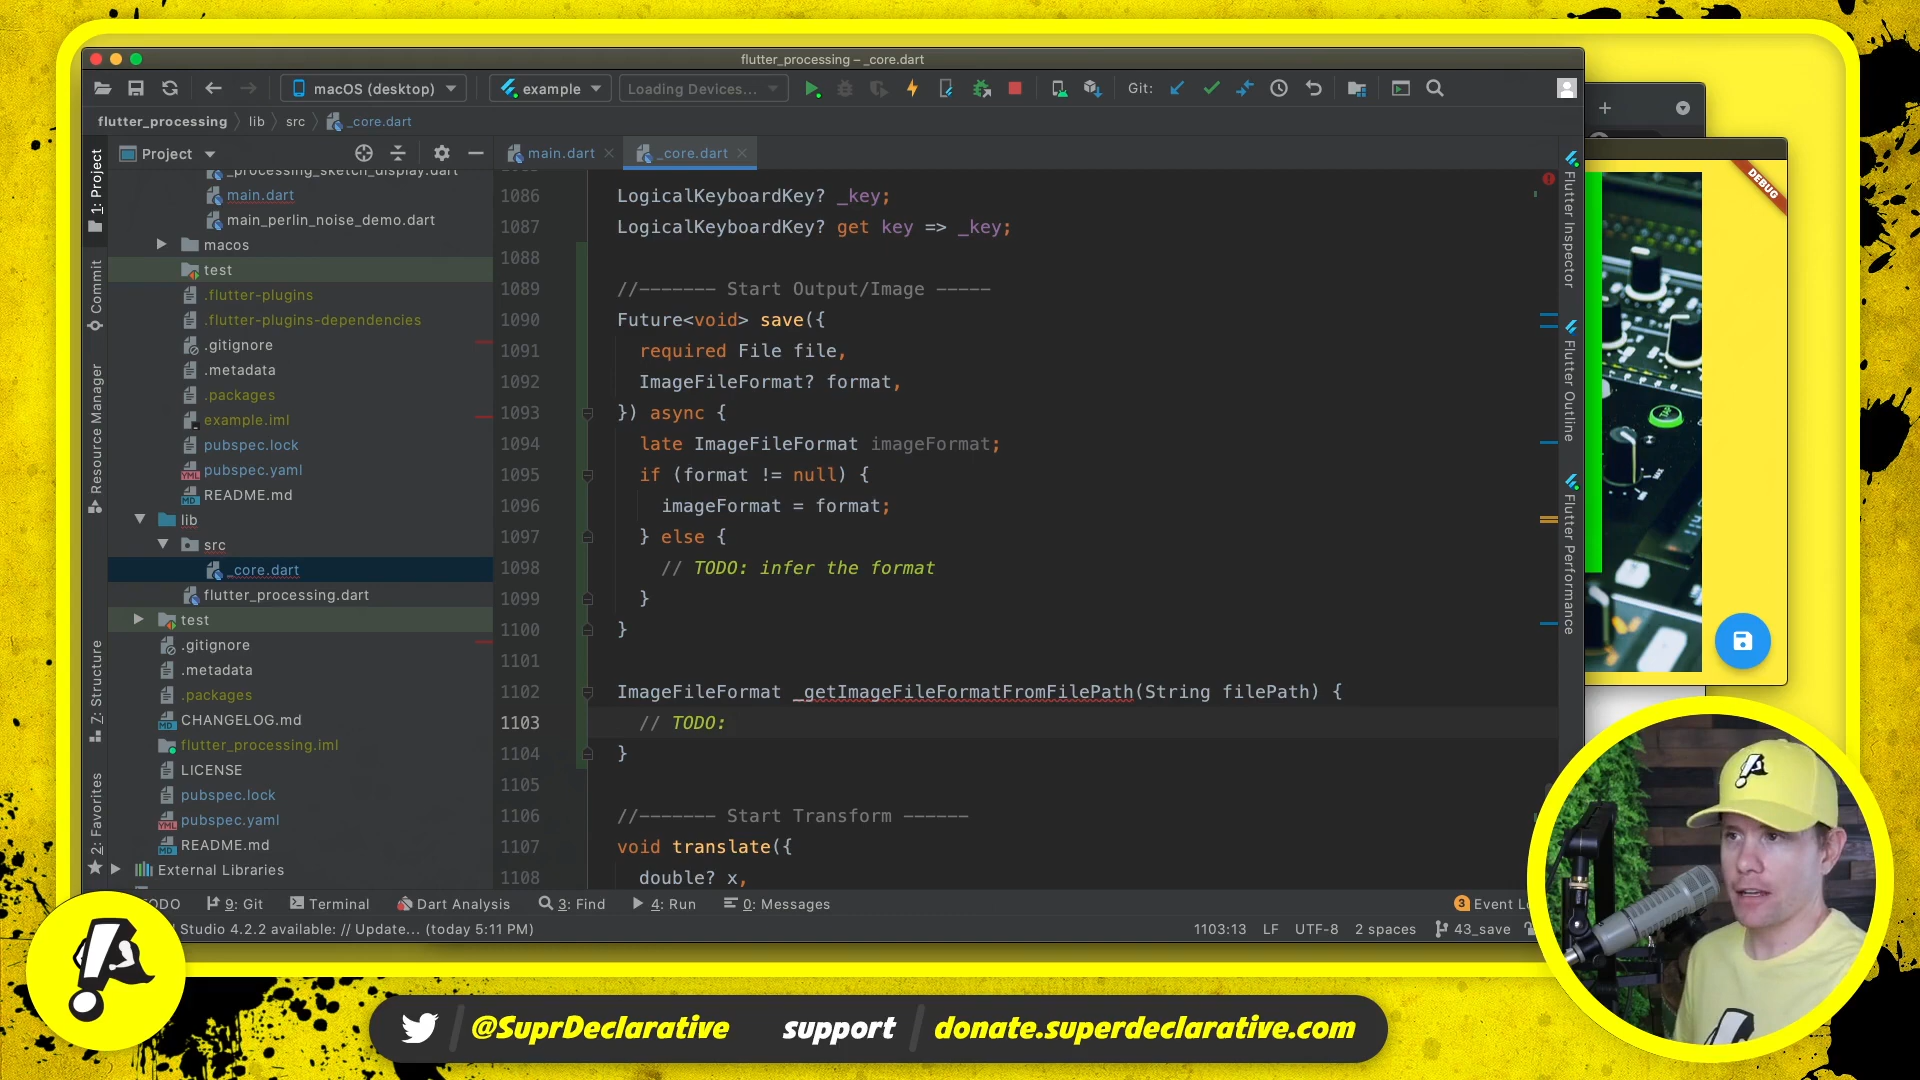 flutter_processing – _core.dart
macOS (desktop)
example
Loading Devices...
Git:
flutter_processing
lib
src
_core.dart
Project
main.dart
_core.dart
_processing_sketch_display.dart
main.dart
main_perlin_noise_demo.dart
macos
test
.flutter-plugins
.flutter-plugins-dependencies
.gitignore
.metadata
.packages
example.iml
pubspec.lock
pubspec.yaml
README.md
lib
src
_core.dart
flutter_processing.dart
test
.gitignore
.metadata
.packages
CHANGELOG.md
flutter_processing.iml
LICENSE
pubspec.lock
pubspec.yaml
README.md
External Libraries
1: Project
Commit
Resource Manager
Z: Structure
2: Favorites
1086 LogicalKeyboardKey? _key;
1087 LogicalKeyboardKey? get key => _key;
1088
1089 //------- Start Output/Image -----
1090 Future<void> save({
1091 required File file,
1092 ImageFileFormat? format,
1093 }) async {
1094 late ImageFileFormat imageFormat;
1095 if (format != null) {
1096 imageFormat = format;
1097 } else {
1098 // TODO: infer the format
1099 }
1100 }
1101
1102 ImageFileFormat _getImageFileFormatFromFilePath(String filePath) {
1103 // TODO:
1104 }
1105
1106 //------- Start Transform ------
1107 void translate({
1108 double? x,
Flutter Inspector
Flutter Outline
Flutter Performance
DEBUG
ODO
9: Git
Terminal
Dart Analysis
3: Find
4: Run
0: Messages
3 Event L
Studio 4.2.2 available: // Update... (today 5:11 PM)
1103:13
LF
UTF-8
2 spaces
43_save
@SuprDeclarative
support
donate.superdeclarative.com